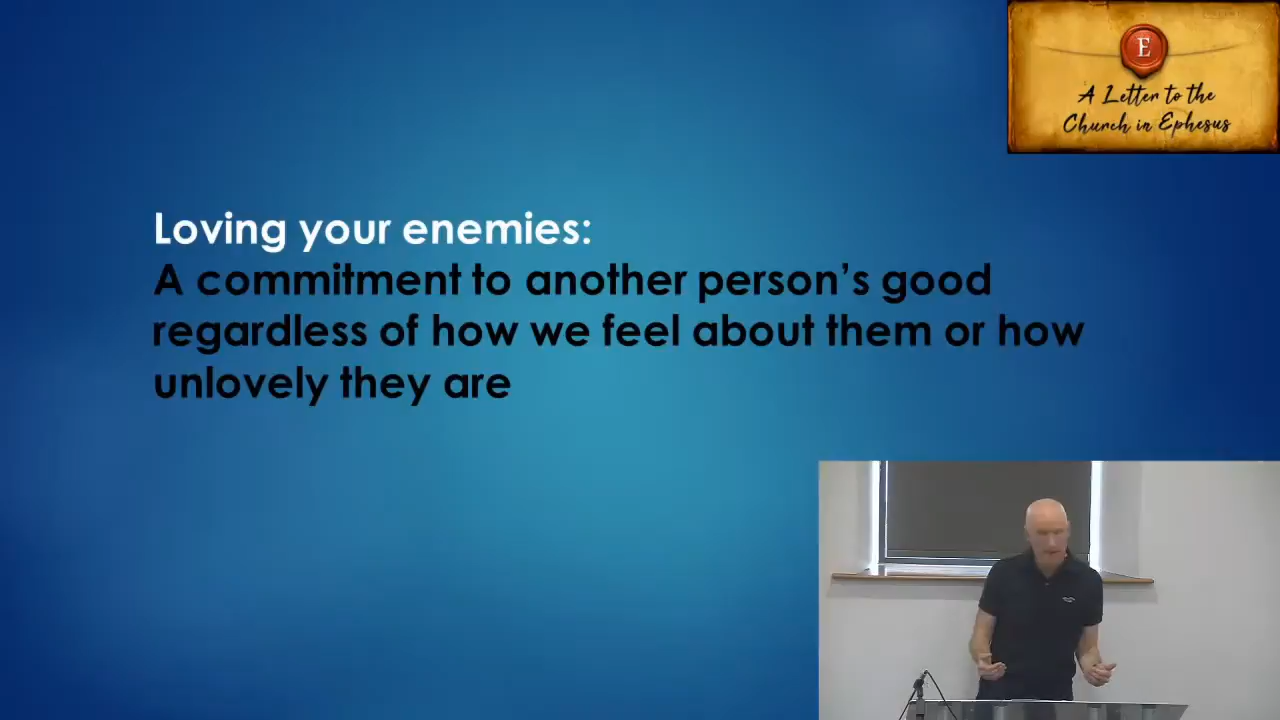 E
A Letter to the
Church in Ephesus
Loving your enemies:
A commitment to another person’s good
regardless of how we feel about them or how
unlovely they are